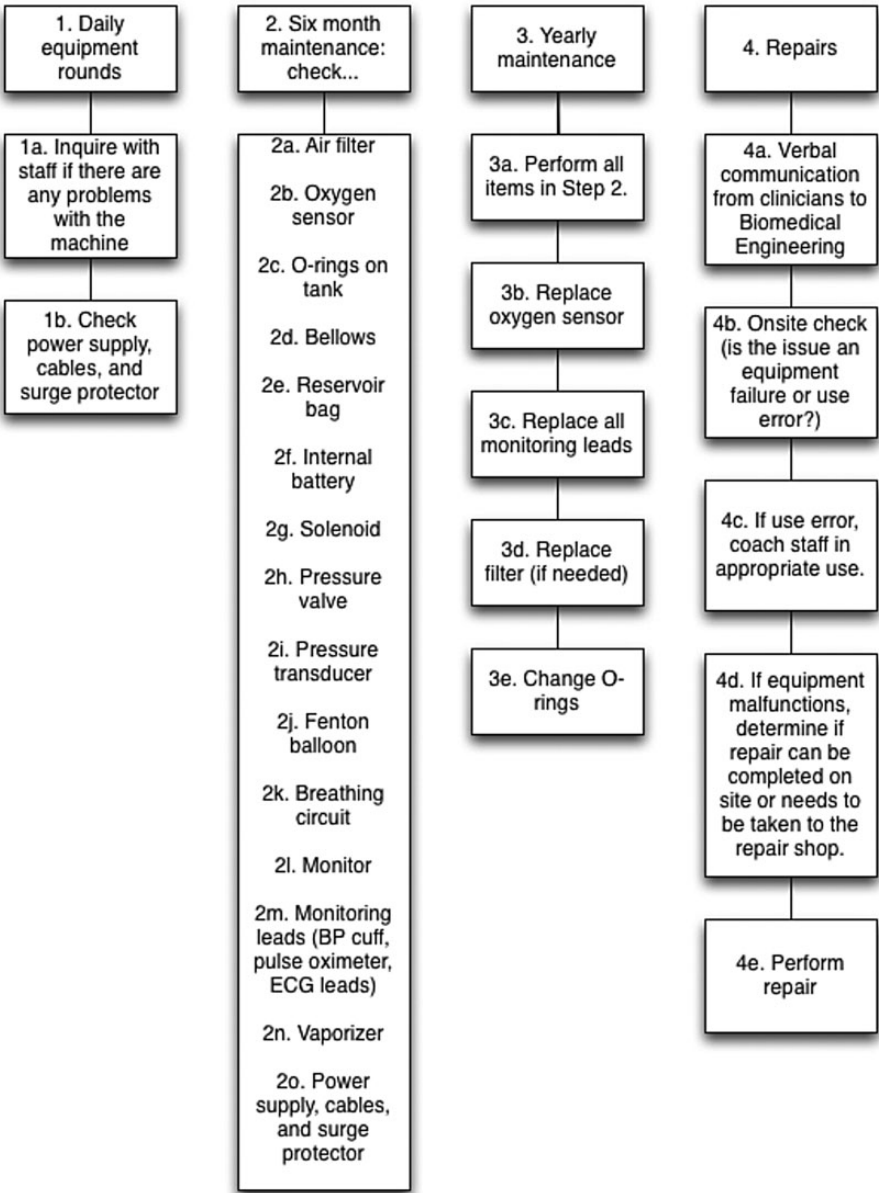 1. Daily
equipment
rounds
1a. Inquire with
staff if there are
any problems
with the
machine
1b. Check
power supply,
cables, and
surge protector
2. Six month
maintenance:
check...
2a. Air filter
2b. Oxygen
sensor
2c. O-rings on
tank
2d. Bellows
2e. Reservoir
bag
2f. Internal
battery
2g. Solenoid
2h. Pressure
valve
2i. Pressure
transducer
2j. Fenton
balloon
2k. Breathing
circuit
2l. Monitor
2m. Monitoring
leads (BP cuff,
pulse oximeter,
ECG leads)
2n. Vaporizer
2o. Power
supply, cables,
and surge
protector
3. Yearly
maintenance
3a. Perform all
items in Step 2.
3b. Replace
oxygen sensor
3c. Replace all
monitoring leads
3d. Replace
filter (if needed)
3e. Change O-
rings
4. Repairs
4a. Verbal
communication
from clinicians to
Biomedical
Engineering
4b. Onsite check
(is the issue an
equipment
failure or use
error?)
4c. If use error,
coach staff in
appropriate use.
4d. If equipment
malfunctions,
determine if
repair can be
completed on
site or needs to
be taken to the
repair shop.
4e. Perform
repair